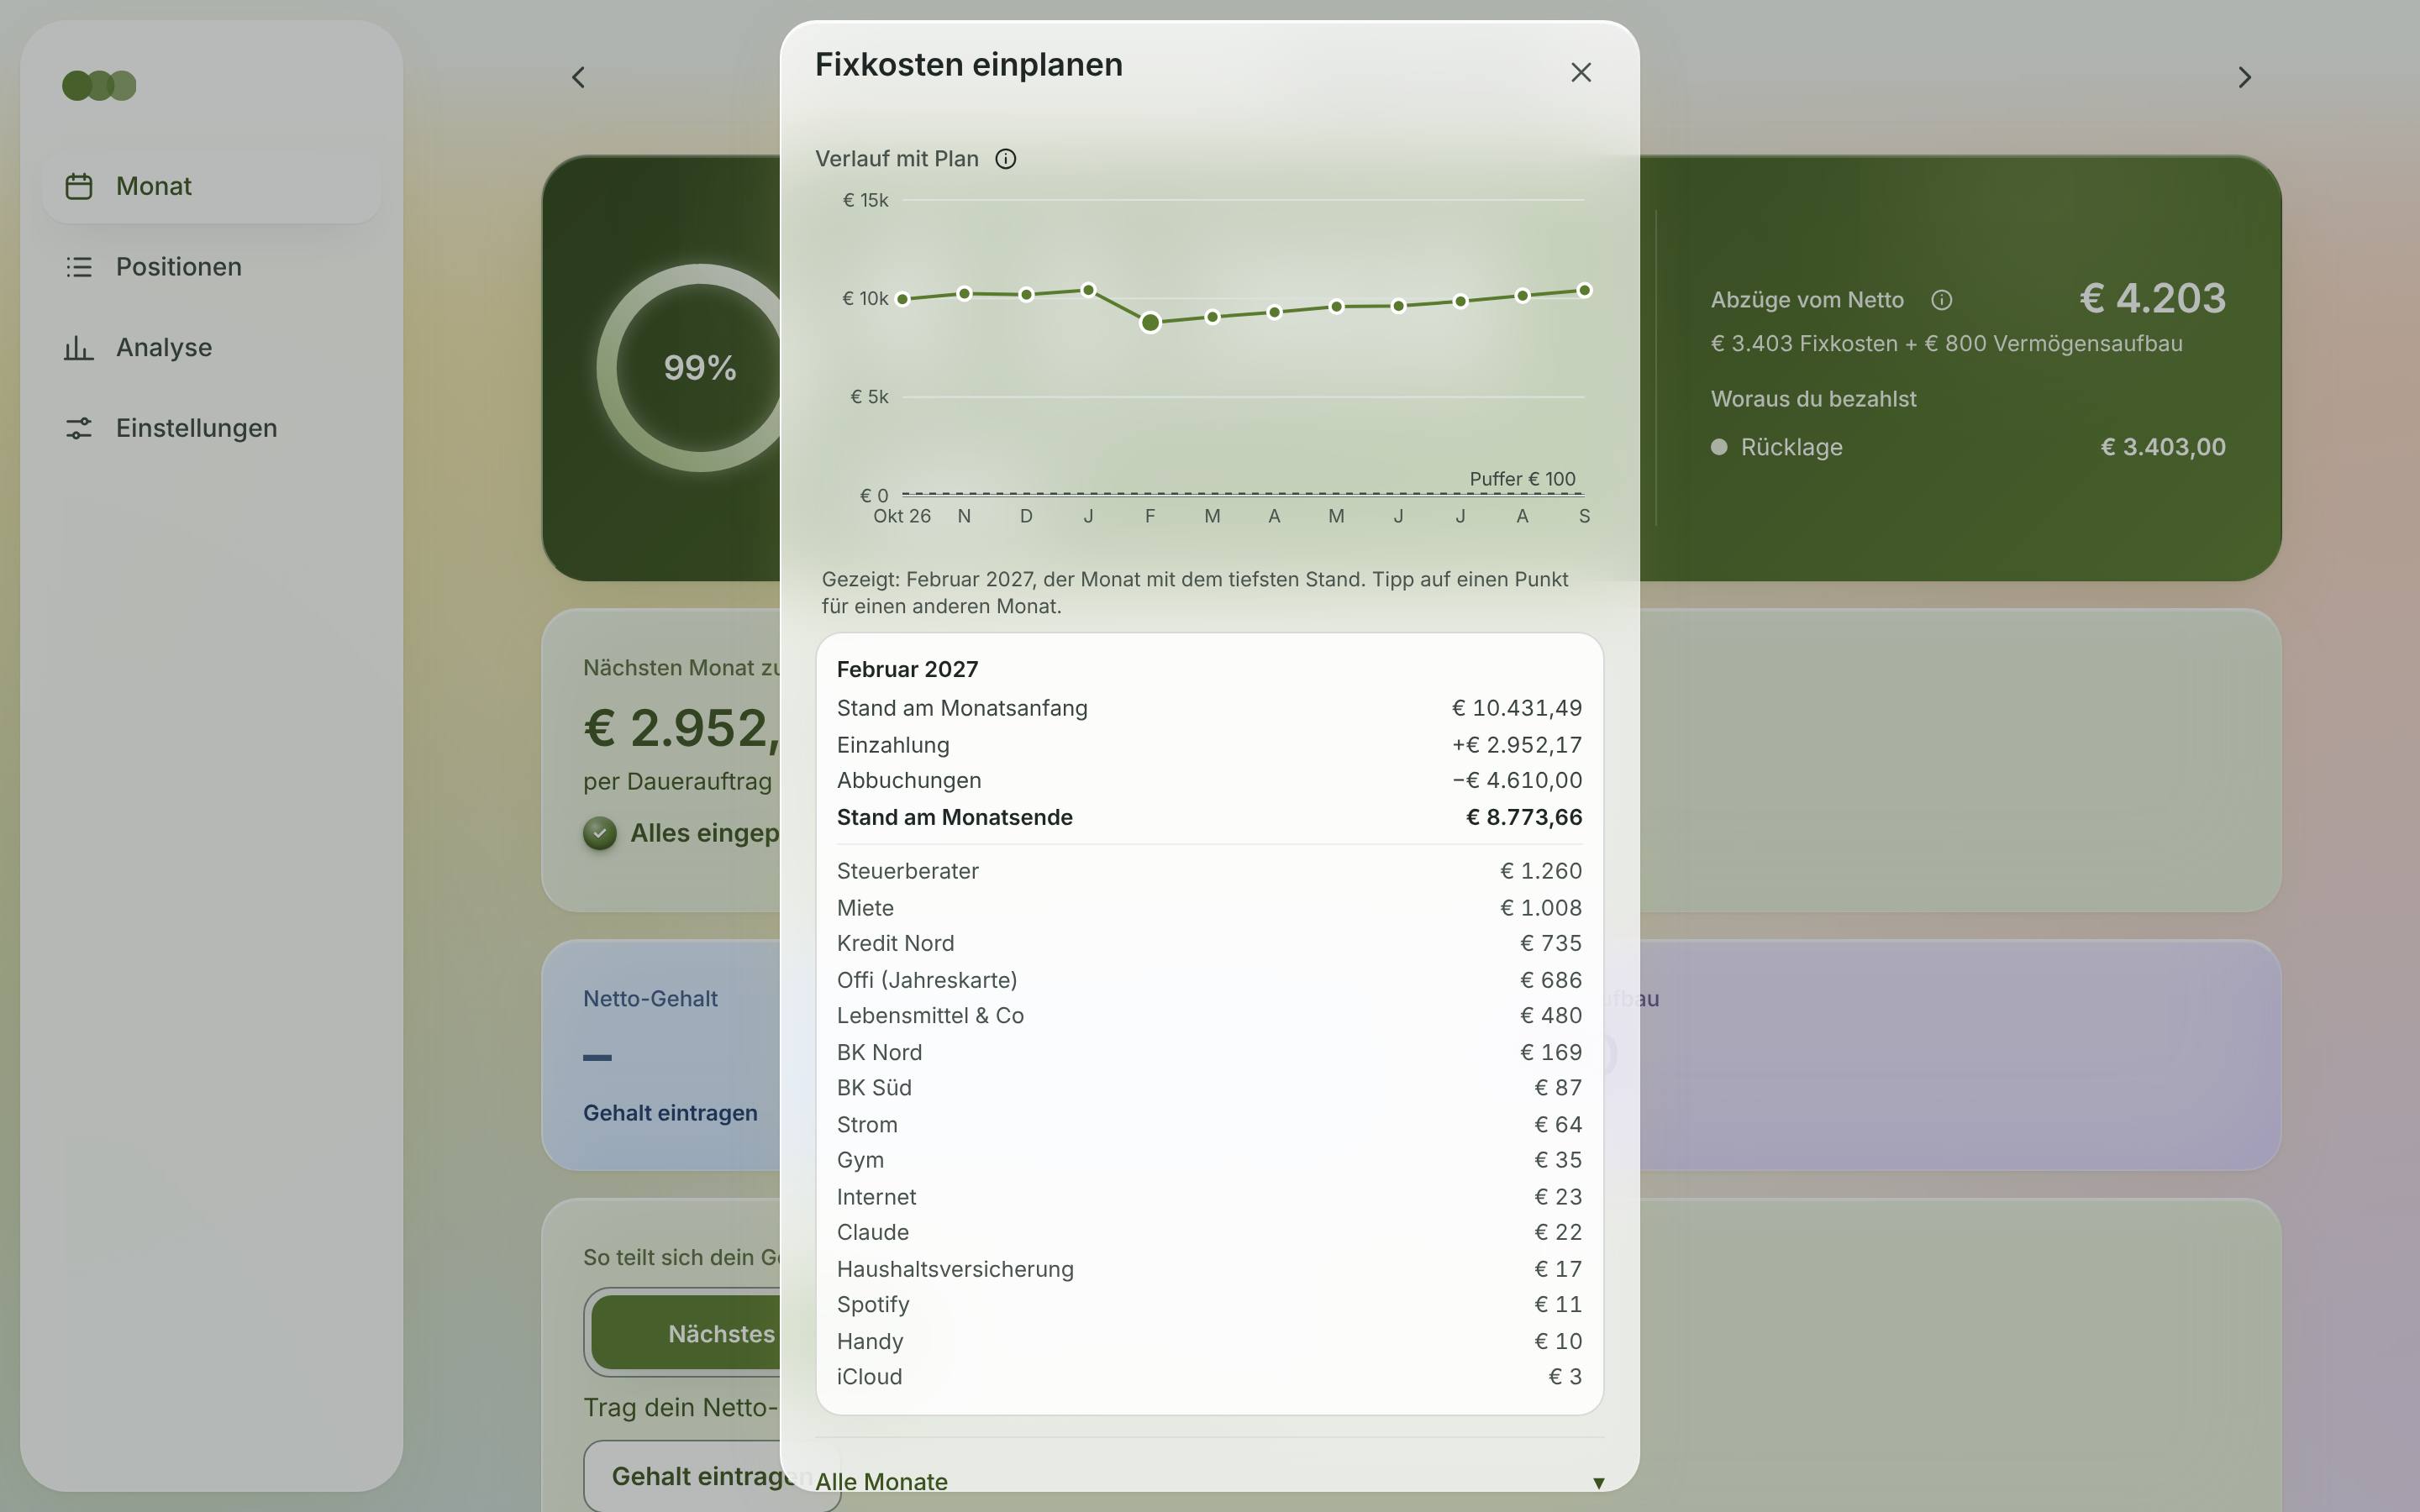 Monat
Positionen
Analyse
Einstellungen
99%
Abzüge vom Netto
€ 4.203
€ 3.403 Fixkosten + € 800 Vermögensaufbau
Woraus du bezahlst
Rücklage
€ 3.403,00
Nächsten Monat
€ 2.952,
per Dauerauftrag
Alles
Netto-Gehalt
–
Gehalt eintragen
So teilt sich dein
Nächstes
Trag dein Netto-
Gehalt eintragen
Fixkosten einplanen
Verlauf mit Plan
€ 15k
€ 10k
€ 5k
Puffer € 100
€ 0
Okt 26 N D J F M A M J J A S
Gezeigt: Februar 2027, der Monat mit dem tiefsten Stand. Tipp auf einen Punkt
für einen anderen Monat.
Februar 2027
Stand am Monatsanfang € 10.431,49
Einzahlung +€ 2.952,17
Abbuchungen −€ 4.610,00
Stand am Monatsende € 8.773,66
Steuerberater € 1.260
Miete € 1.008
Kredit Nord € 735
Offi (Jahreskarte) € 686
Lebensmittel & Co € 480
BK Nord € 169
BK Süd € 87
Strom € 64
Gym € 35
Internet € 23
Claude € 22
Haushaltsversicherung € 17
Spotify € 11
Handy € 10
iCloud € 3
Alle Monate